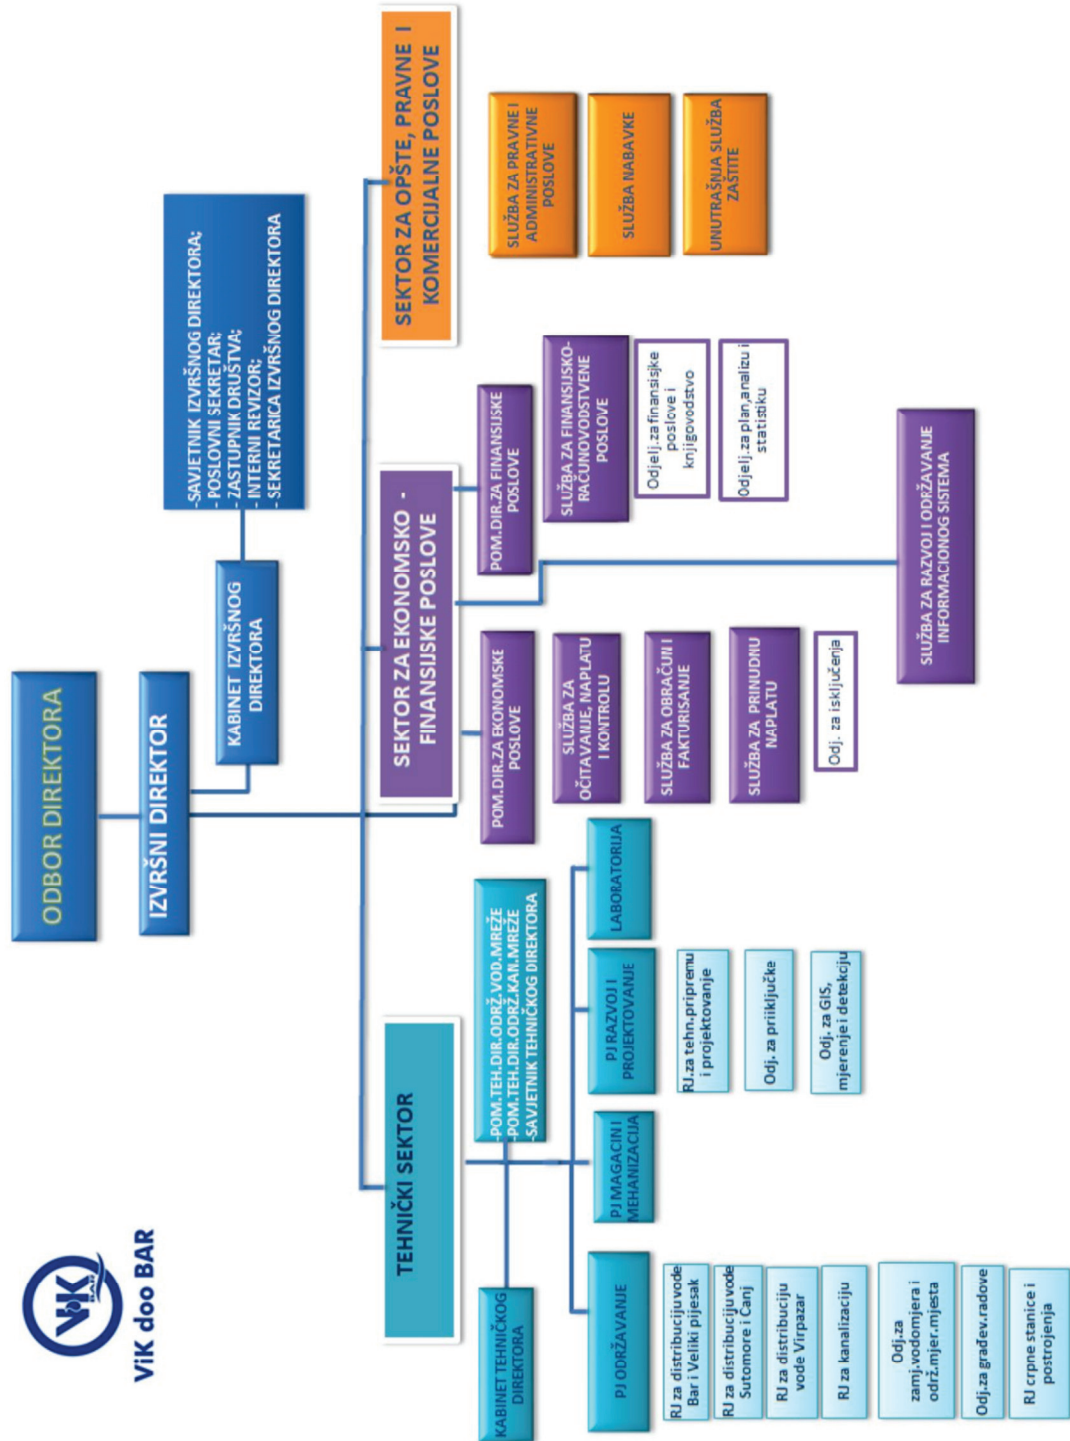 ViK
BAR
ViK doo BAR
ODBOR DIREKTORA
IZVRŠNI DIREKTOR
KABINET IZVRŠNOG
DIREKTORA
-SAVJETNIK IZVRŠNOG DIREKTORA;
- POSLOVNI SEKRETAR;
- ZASTUPNIK DRUŠTVA;
- INTERNI REVIZOR;
- SEKRETARICA IZVRŠNOG DIREKTORA
TEHNIČKI SEKTOR
KABINET TEHNIČKOG
DIREKTORA
-POM.TEH.DIR.ODRŽ.VOD.MREŽE
-POM.TEH.DIR.ODRŽ.KAN.MREŽE
-SAVJETNIK TEHNIČKOG DIREKTORA
PJ ODRŽAVANJE
RJ za distribuciju vode
Bar i Veliki pijesak
RJ za distribuciju vode
Sutomore i Čanj
RJ za distribuciju
vode Virpazar
RJ za kanalizaciju
Odj.za
zamj.vodomjera i
održ.mjer.mjesta
Odj.za građev.radove
RJ crpne stanice i
postrojenja
PJ MAGACIN I
MEHANIZACIJA
PJ RAZVOJ I
PROJEKTOVANJE
RJ.za tehn.pripremu
i projektovanje
Odj. za priiključke
Odj. za GIS,
mjerenje i detekciju
LABORATORIJA
SEKTOR ZA EKONOMSKO -
FINANSIJSKE POSLOVE
POM.DIR.ZA EKONOMSKE
POSLOVE
SLUŽBA ZA
OČITAVANJE, NAPLATU
I KONTROLU
SLUŽBA ZA OBRAČUN I
FAKTURISANJE
SLUŽBA ZA PRINUDNU
NAPLATU
Odj. za isključenja
POM.DIR.ZA FINANSIJSKE
POSLOVE
SLUŽBA ZA FINANSIJSKO-
RAČUNOVODSTVENE
POSLOVE
Odjelj.za finansisjke
poslove i
knjigovodstvo
Odjelj.za plan,analizu i
statistiku
SLUŽBA ZA RAZVOJ I ODRŽAVANJE
INFORMACIONOG SISTEMA
SEKTOR ZA OPŠTE, PRAVNE I
KOMERCIJALNE POSLOVE
SLUŽBA ZA PRAVNE I
ADMINISTRATIVNE
POSLOVE
SLUŽBA NABAVKE
UNUTRAŠNJA SLUŽBA
ZAŠTITE